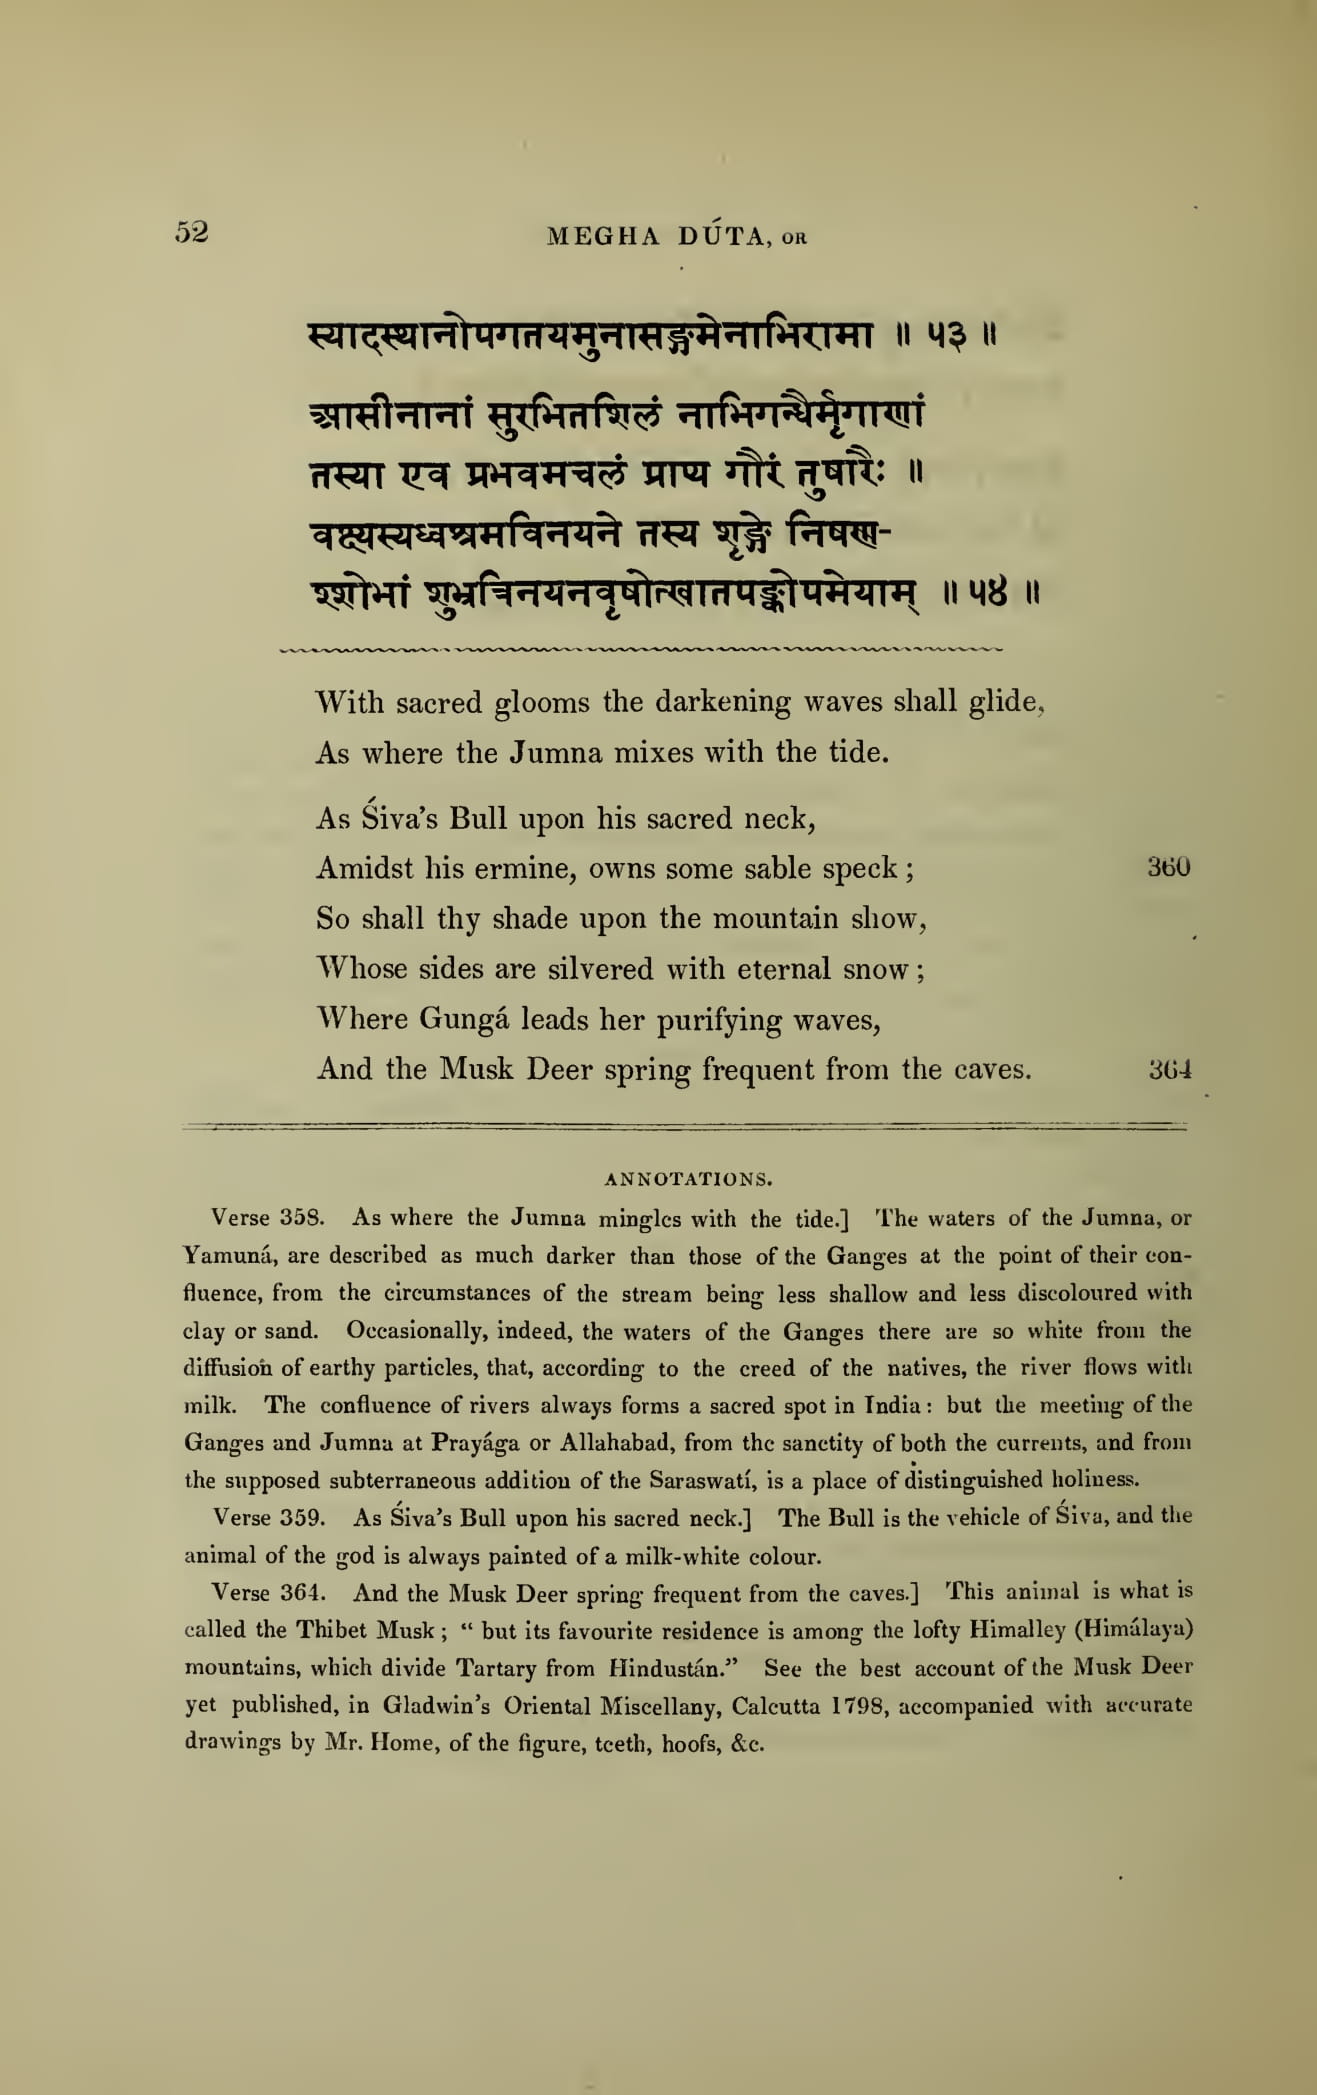 52
MEGHA DÚTA, OR
स्यादस्थानोपगतयमुनासङ्गमेनाभिरामा ॥ ५३ ॥
आसीनानां सुरभितशिलं नाभिगन्धैर्मृगाणां
तस्या एव प्रभवमचलं प्राप्य गौरं तुषारैः ॥
वक्ष्यस्यध्वश्रमविनयने तस्य शृङ्गे निषण-
श्शोभां शुभ्रत्रिनयनवृषोत्खातपङ्कोपमेयाम् ॥ ५४ ॥
With sacred glooms the darkening waves shall glide,
As where the Jumna mixes with the tide.
As Śiva’s Bull upon his sacred neck,
Amidst his ermine, owns some sable speck ; 360
So shall thy shade upon the mountain show,
Whose sides are silvered with eternal snow ;
Where Gungá leads her purifying waves,
And the Musk Deer spring frequent from the caves. 364
ANNOTATIONS.
Verse 358. As where the Jumna mingles with the tide.] The waters of the Jumna, or
Yamuná, are described as much darker than those of the Ganges at the point of their con-
fluence, from the circumstances of the stream being less shallow and less discoloured with
clay or sand. Occasionally, indeed, the waters of the Ganges there are so white from the
diffusion of earthy particles, that, according to the creed of the natives, the river flows with
milk. The confluence of rivers always forms a sacred spot in India : but the meeting of the
Ganges and Jumna at Prayága or Allahabad, from the sanctity of both the currents, and from
the supposed subterraneous addition of the Saraswatí, is a place of distinguished holiness.
Verse 359. As Śiva’s Bull upon his sacred neck.] The Bull is the vehicle of Śiva, and the
animal of the god is always painted of a milk-white colour.
Verse 364. And the Musk Deer spring frequent from the caves.] This animal is what is
called the Thibet Musk ; “ but its favourite residence is among the lofty Himalley (Himálaya)
mountains, which divide Tartary from Hindustán.” See the best account of the Musk Deer
yet published, in Gladwin’s Oriental Miscellany, Calcutta 1798, accompanied with accurate
drawings by Mr. Home, of the figure, teeth, hoofs, &c.